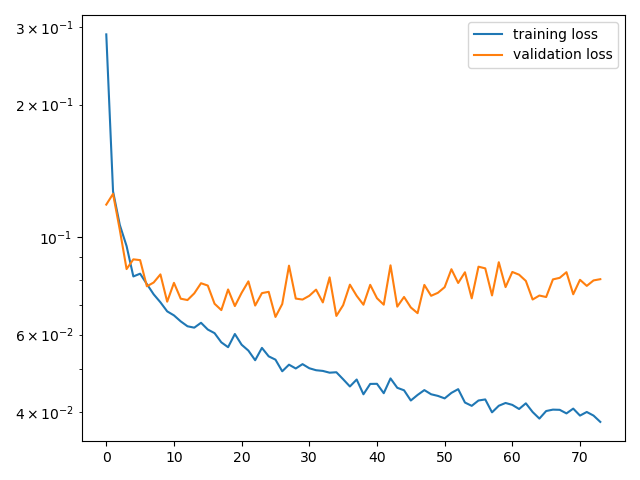 training loss
validation loss
3 × 10⁻¹
2 × 10⁻¹
10⁻¹
6 × 10⁻²
4 × 10⁻²
0 10 20 30 40 50 60 70